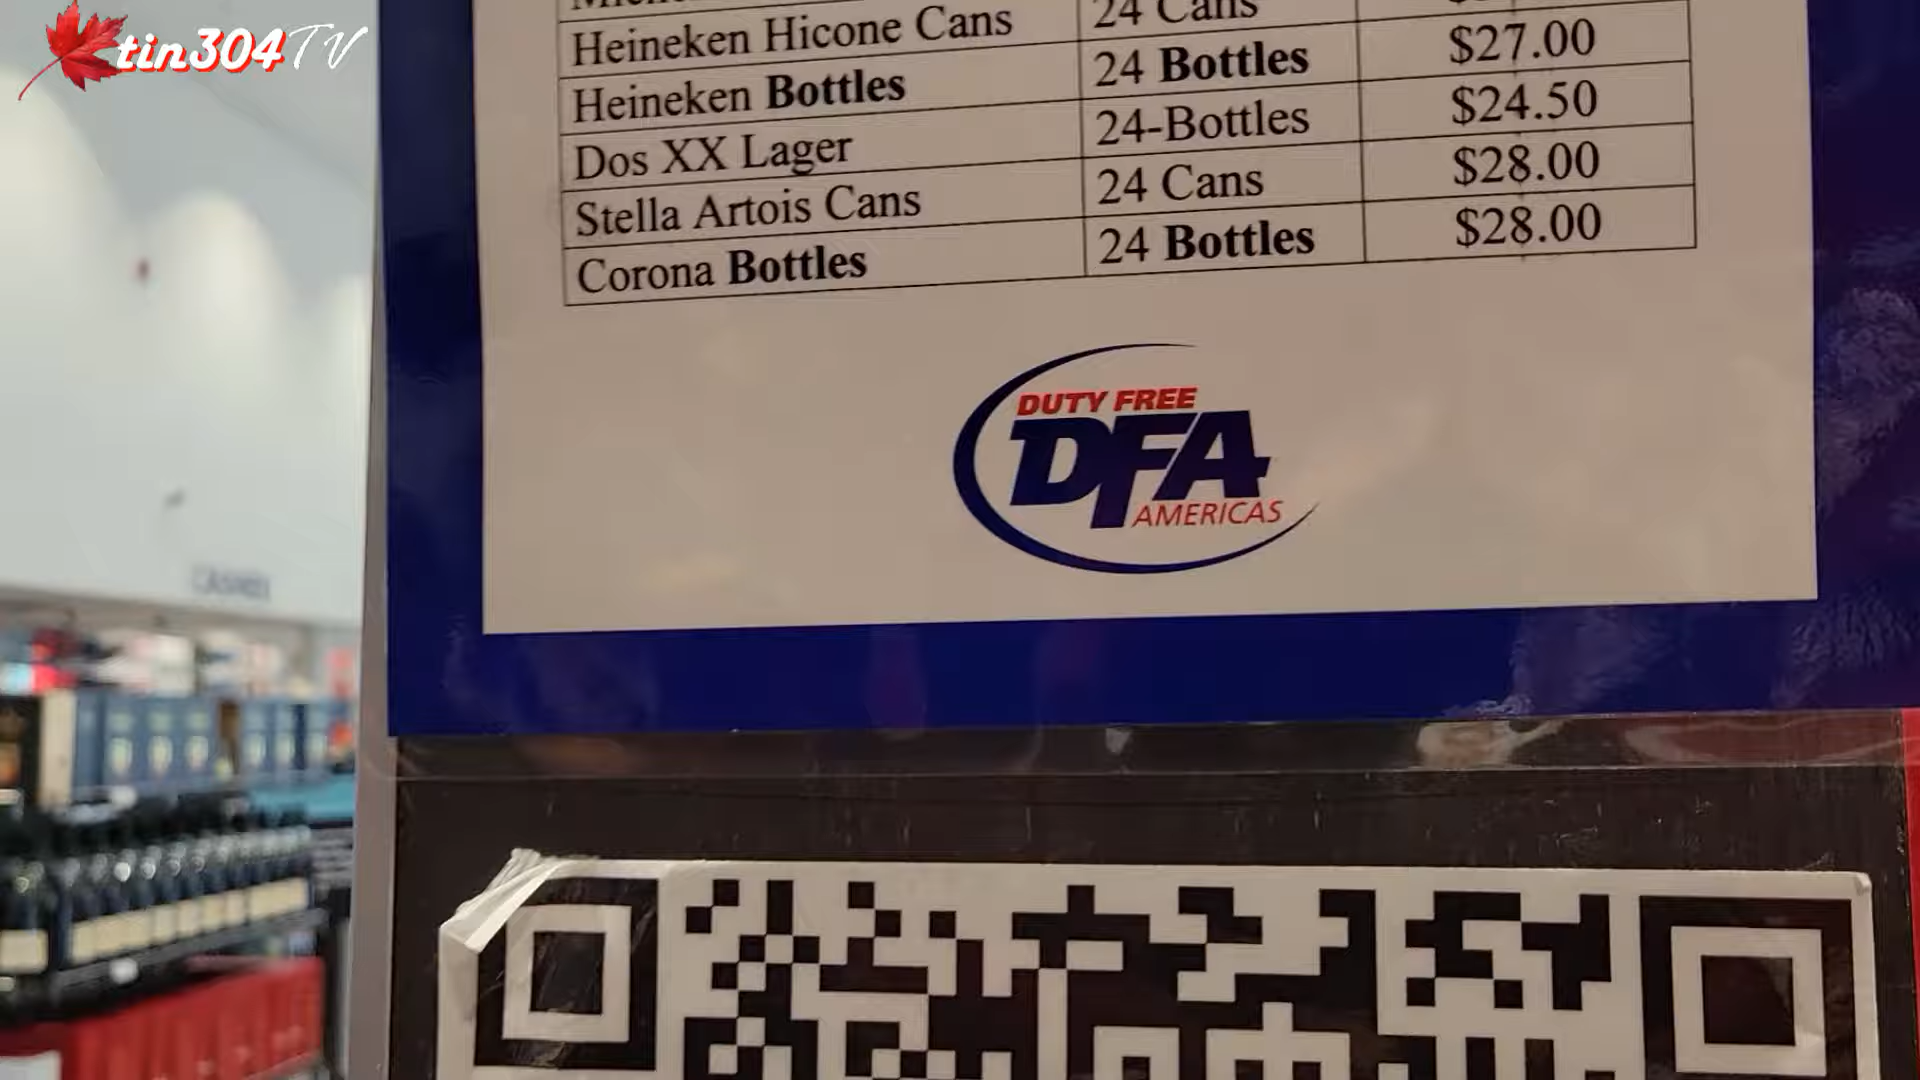 tin304TV
Heineken Hicone Cans 24 Cans
Heineken Bottles 24 Bottles $27.00
Dos XX Lager 24-Bottles $24.50
Stella Artois Cans 24 Cans $28.00
Corona Bottles 24 Bottles $28.00
DUTY FREE
DFA
AMERICAS